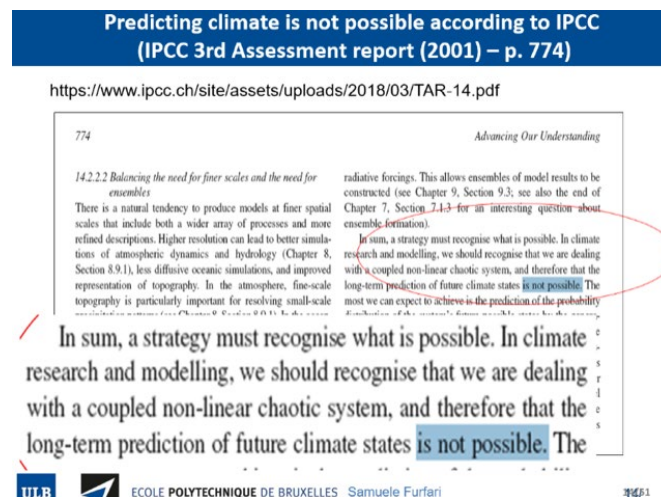 Predicting climate is not possible according to IPCC
(IPCC 3rd Assessment report (2001) – p. 774)
https://www.ipcc.ch/site/assets/uploads/2018/03/TAR-14.pdf
774
Advancing Our Understanding
14.2.2.2 Balancing the need for finer scales and the need for
ensembles
There is a natural tendency to produce models at finer spatial
scales that include both a wider array of processes and more
refined descriptions. Higher resolution can lead to better simula-
tions of atmospheric dynamics and hydrology (Chapter 8,
Section 8.9.1), less diffusive oceanic simulations, and improved
representation of topography. In the atmosphere, fine-scale
topography is particularly important for resolving small-scale
radiative forcings. This allows ensembles of model results to be
constructed (see Chapter 9, Section 9.3; see also the end of
Chapter 7, Section 7.1.3 for an interesting question about
ensemble formation).
In sum, a strategy must recognise what is possible. In climate
research and modelling, we should recognise that we are dealing
with a coupled non-linear chaotic system, and therefore that the
long-term prediction of future climate states is not possible. The
most we can expect to achieve is the prediction of the probability
In sum, a strategy must recognise what is possible. In climate
research and modelling, we should recognise that we are dealing
with a coupled non-linear chaotic system, and therefore that the
long-term prediction of future climate states is not possible. The
ULB
ECOLE POLYTECHNIQUE DE BRUXELLES Samuele Furfari